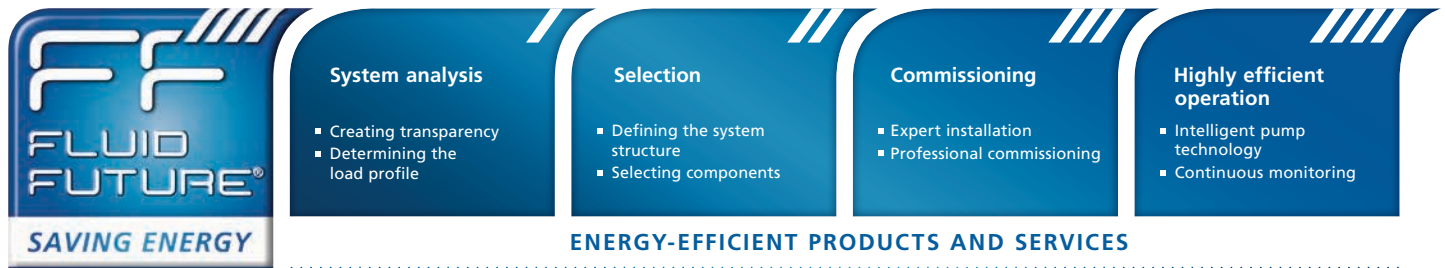 FF
FLUID
FUTURE®
SAVING ENERGY
System analysis
▪ Creating transparency
▪ Determining the
load profile
Selection
▪ Defining the system
structure
▪ Selecting components
Commissioning
▪ Expert installation
▪ Professional commissioning
Highly efficient
operation
▪ Intelligent pump
technology
▪ Continuous monitoring
ENERGY-EFFICIENT PRODUCTS AND SERVICES